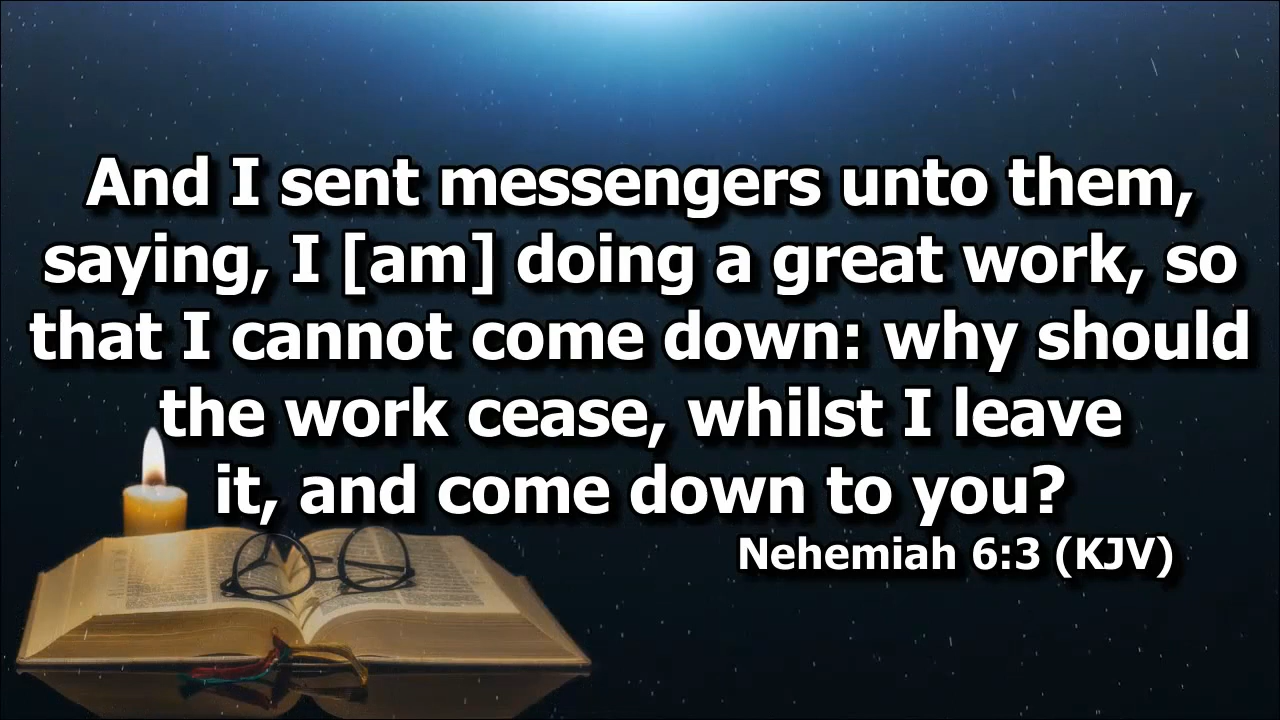 And I sent messengers unto them,
saying, I [am] doing a great work, so
that I cannot come down: why should
the work cease, whilst I leave
it, and come down to you?
Nehemiah 6:3 (KJV)